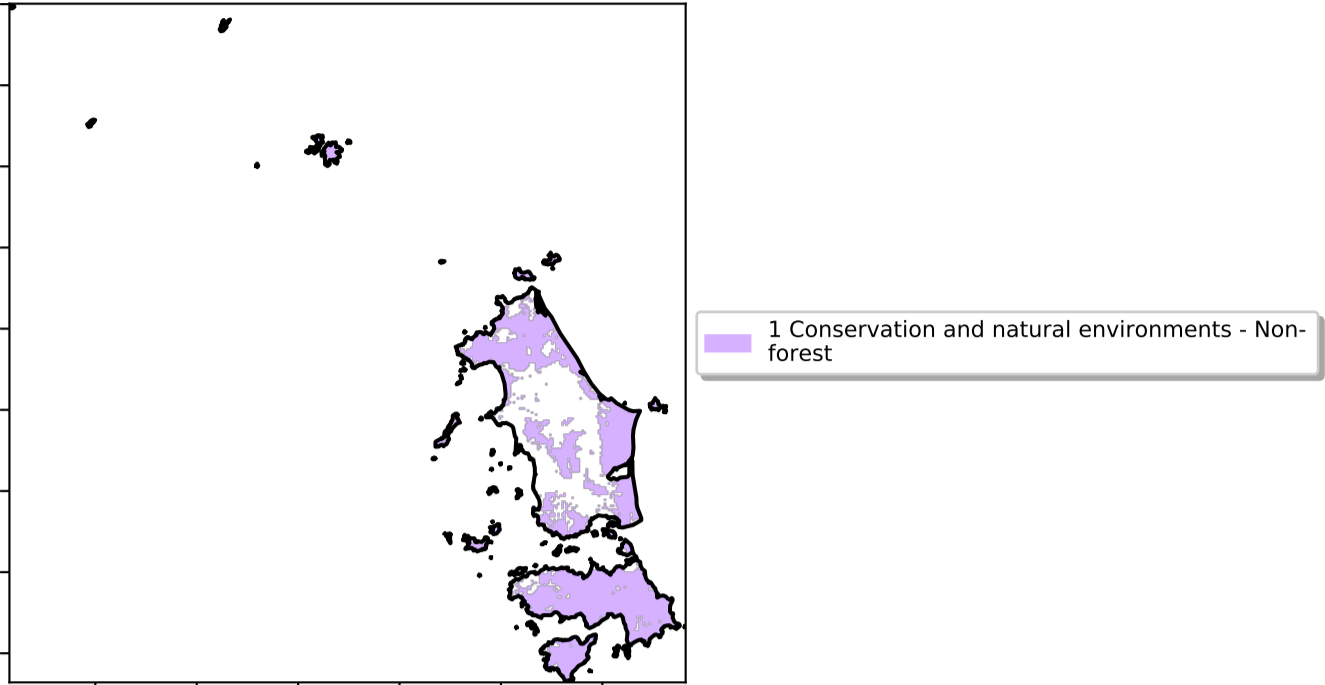 1 Conservation and natural environments - Non-
forest